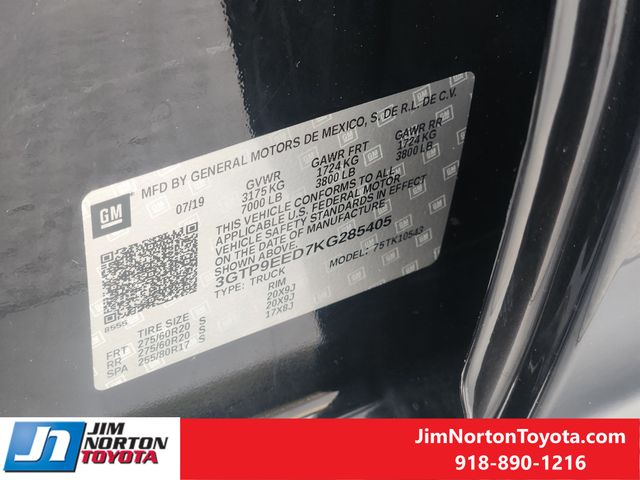 MFD BY GENERAL MOTORS DE MEXICO, S. DE R.L. DE C.V.
07/19
GVWR GAWR FRT GAWR RR
3175 KG 1724 KG 1724 KG
7000 LB 3800 LB 3800 LB
GM
THIS VEHICLE CONFORMS TO ALL
APPLICABLE U.S. FEDERAL MOTOR
VEHICLE SAFETY STANDARDS IN EFFECT
ON THE DATE OF MANUFACTURE
SHOWN ABOVE.
3GTP9EED7KG285405
TYPE: TRUCK MODEL: 75TK10543
8555
TIRE SIZE RIM
FRT 275/60R20 S 20X9J
RR 275/60R20 S 20X9J
SPA 255/80R17 S 17X8J
JIM
NORTON
TOYOTA
JimNortonToyota.com
918-890-1216